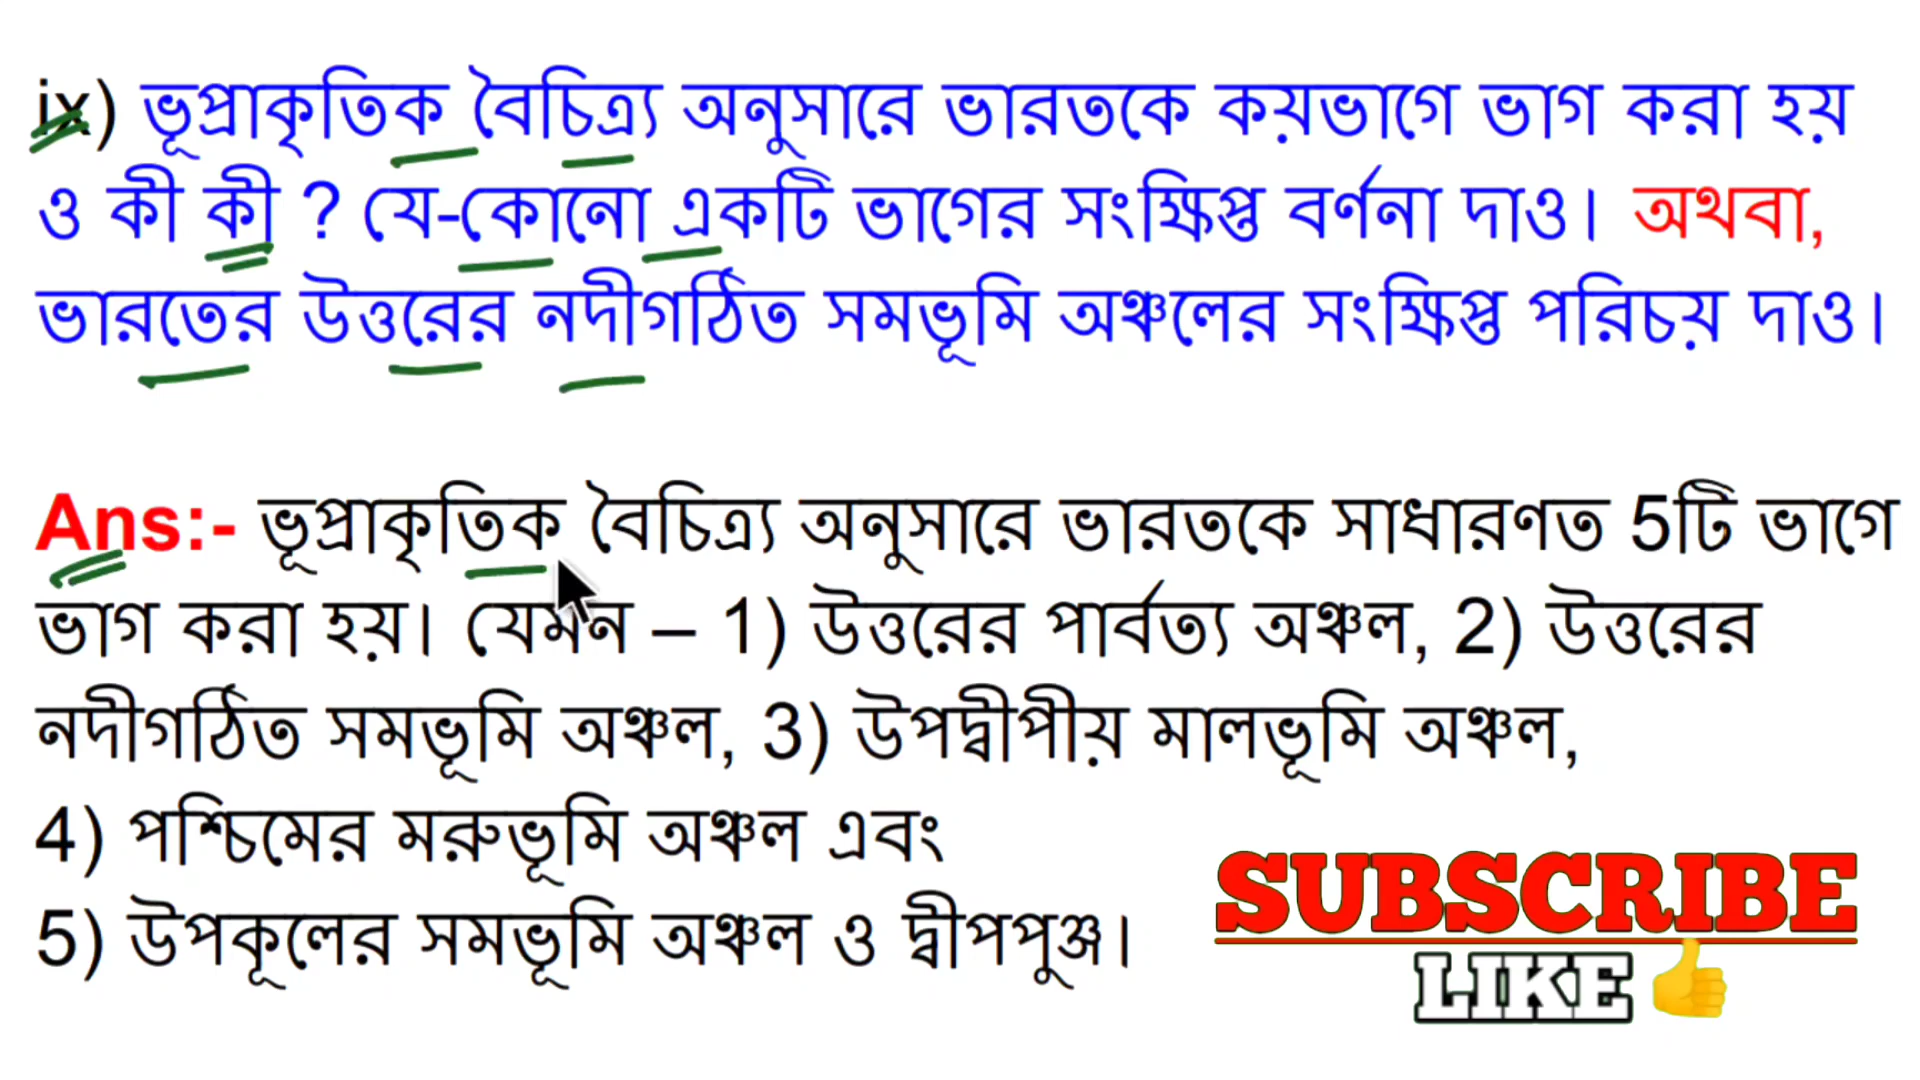 ix) ভূপ্রাকৃতিক বৈচিত্র্য অনুসারে ভারতকে কয়ভাগে ভাগ করা হয়
ও কী কী ? যে-কোনো একটি ভাগের সংক্ষিপ্ত বর্ণনা দাও। অথবা,
ভারতের উত্তরের নদীগঠিত সমভূমি অঞ্চলের সংক্ষিপ্ত পরিচয় দাও।
Ans:- ভূপ্রাকৃতিক বৈচিত্র্য অনুসারে ভারতকে সাধারণত 5টি ভাগে
ভাগ করা হয়। যেমন – 1) উত্তরের পার্বত্য অঞ্চল, 2) উত্তরের
নদীগঠিত সমভূমি অঞ্চল, 3) উপদ্বীপীয় মালভূমি অঞ্চল,
4) পশ্চিমের মরুভূমি অঞ্চল এবং
5) উপকূলের সমভূমি অঞ্চল ও দ্বীপপুঞ্জ।
SUBSCRIBE
LIKE